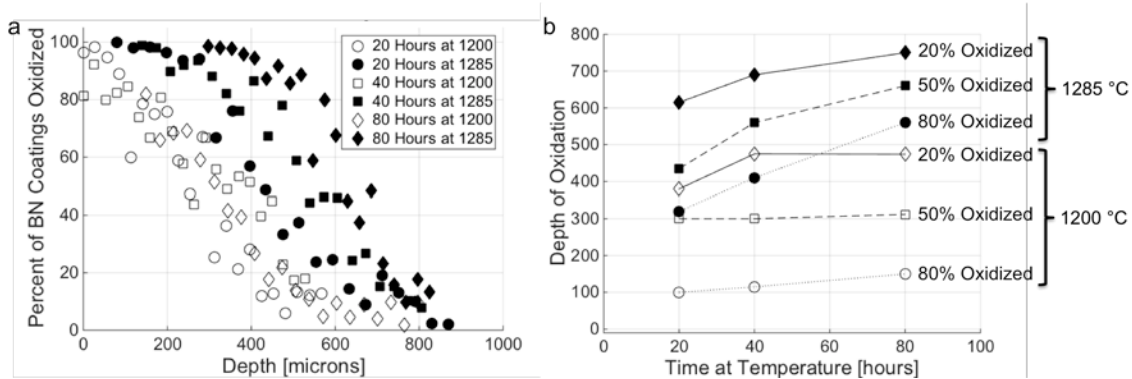 a
Percent of BN Coatings Oxidized
100
80
60
40
20
0
0 200 400 600 800 1000
Depth [microns]
20 Hours at 1200
20 Hours at 1285
40 Hours at 1200
40 Hours at 1285
80 Hours at 1200
80 Hours at 1285
b
Depth of Oxidation
800
700
600
500
400
300
200
100
0
0 20 40 60 80 100
Time at Temperature [hours]
20% Oxidized
50% Oxidized
80% Oxidized
1285 °C
20% Oxidized
50% Oxidized
80% Oxidized
1200 °C